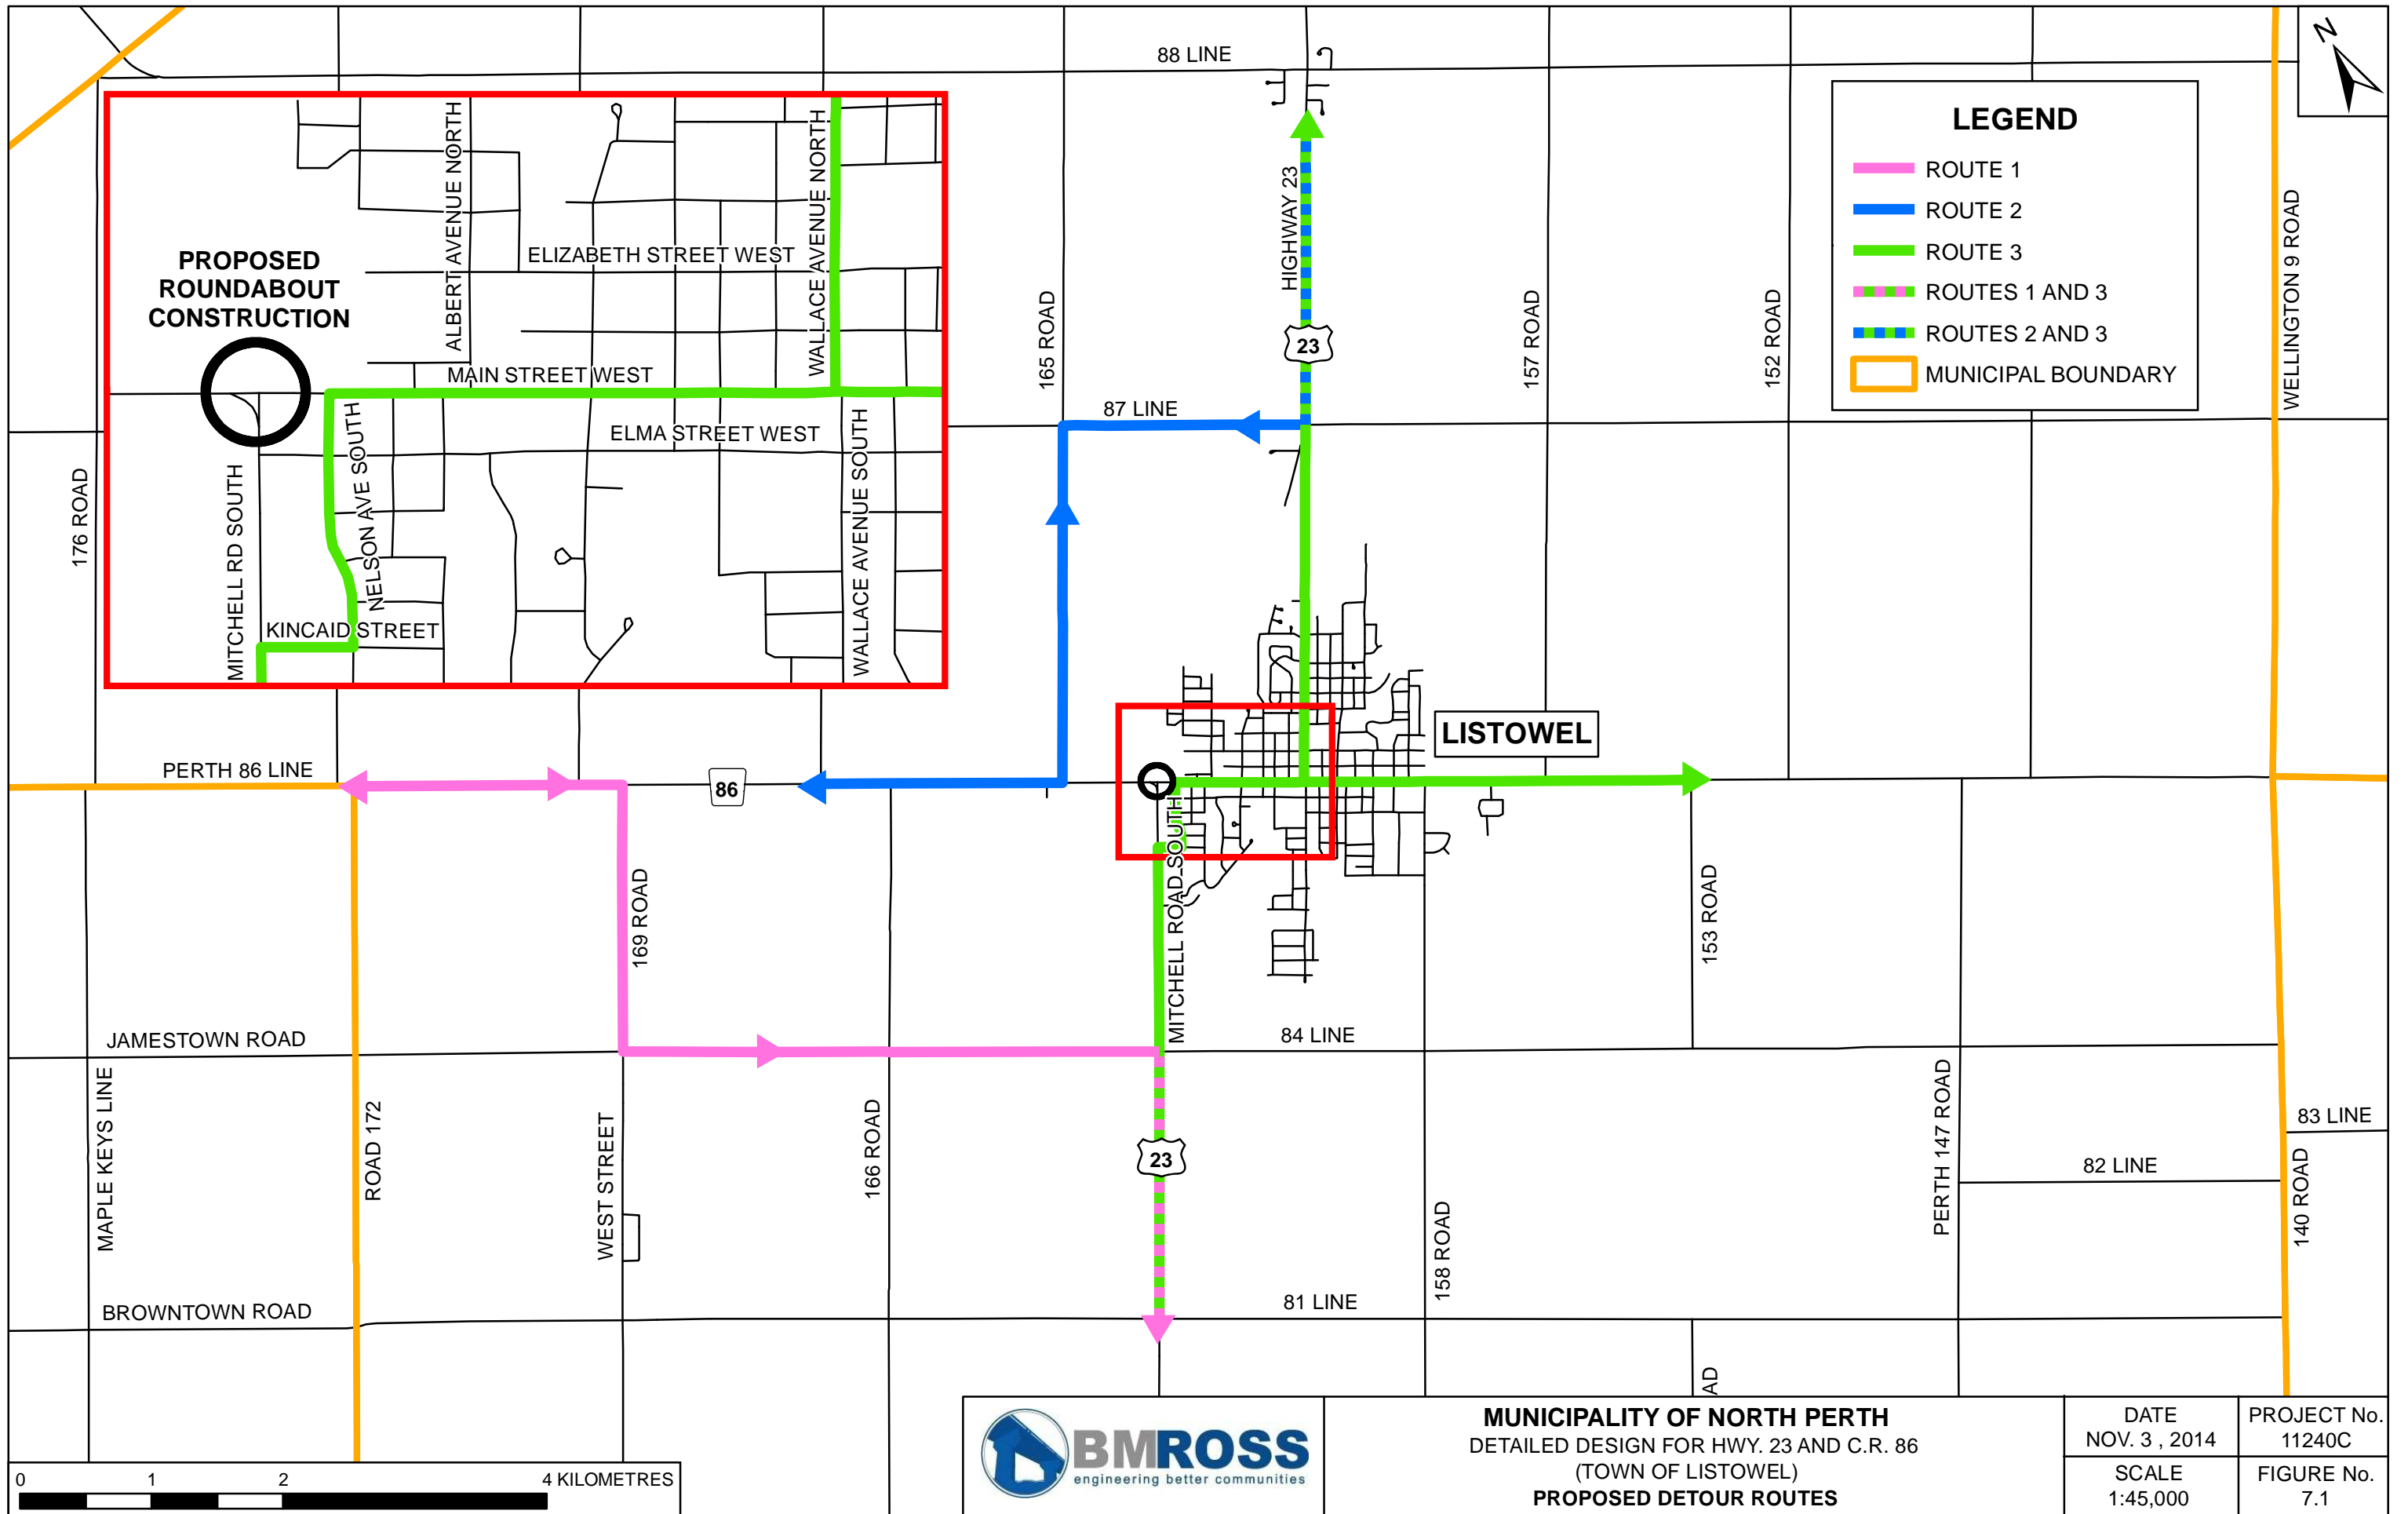 88 LINE
N
LEGEND
ROUTE 1
ROUTE 2
ROUTE 3
ROUTES 1 AND 3
ROUTES 2 AND 3
MUNICIPAL BOUNDARY
PROPOSED
ROUNDABOUT
CONSTRUCTION
ALBERT AVENUE NORTH
WALLACE AVENUE NORTH
ELIZABETH STREET WEST
MAIN STREET WEST
ELMA STREET WEST
NELSON AVE SOUTH
MITCHELL RD SOUTH
KINCAID STREET
WALLACE AVENUE SOUTH
176 ROAD
165 ROAD
HIGHWAY 23
23
157 ROAD
152 ROAD
WELLINGTON 9 ROAD
87 LINE
LISTOWEL
PERTH 86 LINE
86
169 ROAD
MITCHELL ROAD SOUTH
153 ROAD
JAMESTOWN ROAD
84 LINE
MAPLE KEYS LINE
ROAD 172
WEST STREET
166 ROAD
23
158 ROAD
PERTH 147 ROAD
83 LINE
82 LINE
140 ROAD
BROWNTOWN ROAD
81 LINE
AD
0 1 2 4 KILOMETRES
BMROSS
engineering better communities
MUNICIPALITY OF NORTH PERTH
DETAILED DESIGN FOR HWY. 23 AND C.R. 86
(TOWN OF LISTOWEL)
PROPOSED DETOUR ROUTES
DATE
NOV. 3 , 2014
PROJECT No.
11240C
SCALE
1:45,000
FIGURE No.
7.1